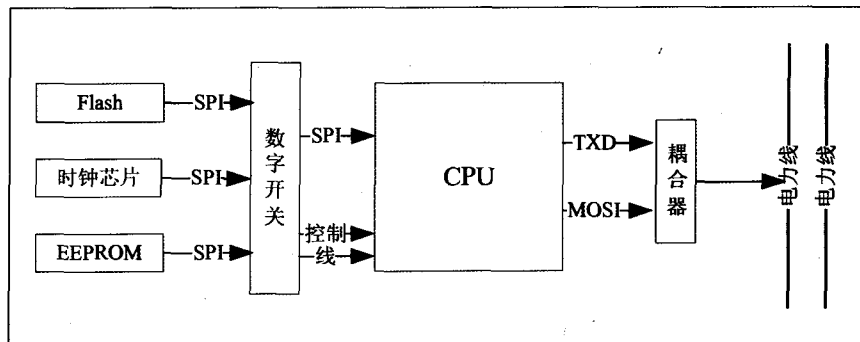 Flash
SPI
时钟芯片
SPI
EEPROM
SPI
数字开关
SPI
控制
线
CPU
TXD
MOSI
耦合器
电力线
电力线